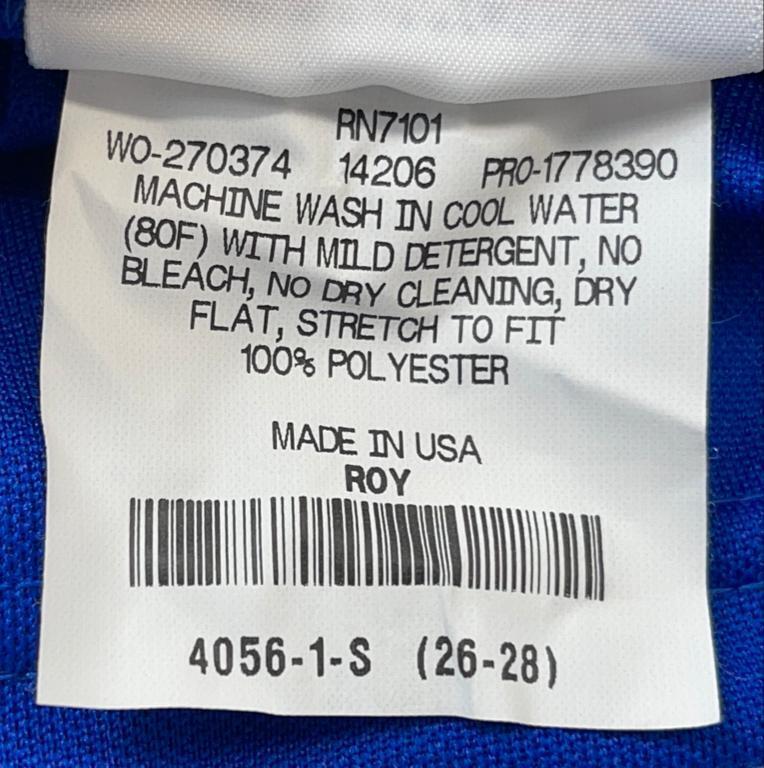 RN7101
WO-270374 14206 PRO-1778390
MACHINE WASH IN COOL WATER
(80F) WITH MILD DETERGENT, NO
BLEACH, NO DRY CLEANING, DRY
FLAT, STRETCH TO FIT
100% POLYESTER
MADE IN USA
ROY
4056-1-S (26-28)